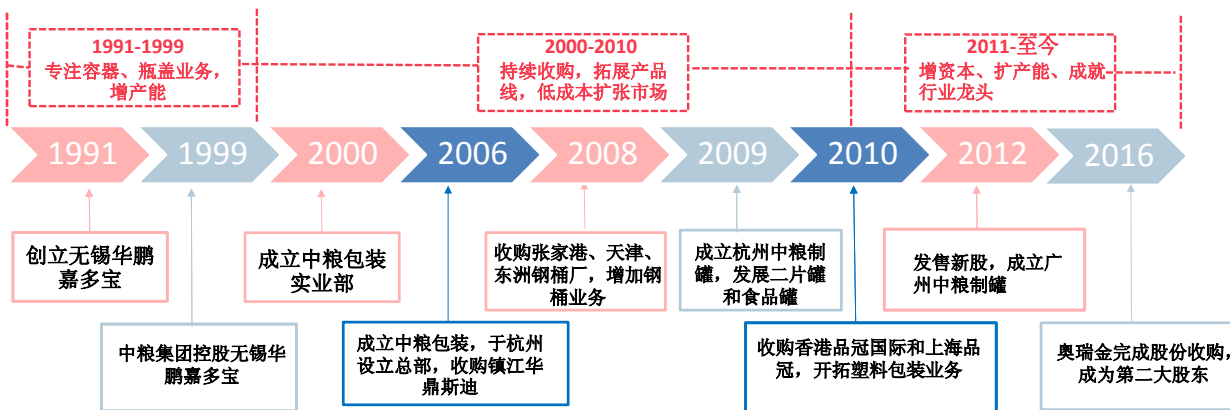 1991-1999
专注容器、瓶盖业务，
增产能
2000-2010
持续收购，拓展产品
线，低成本扩张市场
2011-至今
增资本、扩产能、成就
行业龙头
1991
1999
2000
2006
2008
2009
2010
2012
2016
创立无锡华鹏
嘉多宝
成立中粮包装
实业部
收购张家港、天津、
东洲钢桶厂，增加钢
桶业务
成立杭州中粮制
罐，发展二片罐
和食品罐
发售新股，成立广
州中粮制罐
中粮集团控股无锡华
鹏嘉多宝
成立中粮包装，于杭州
设立总部，收购镇江华
鼎斯迪
收购香港品冠国际和上海品
冠，开拓塑料包装业务
奥瑞金完成股份收购，
成为第二大股东